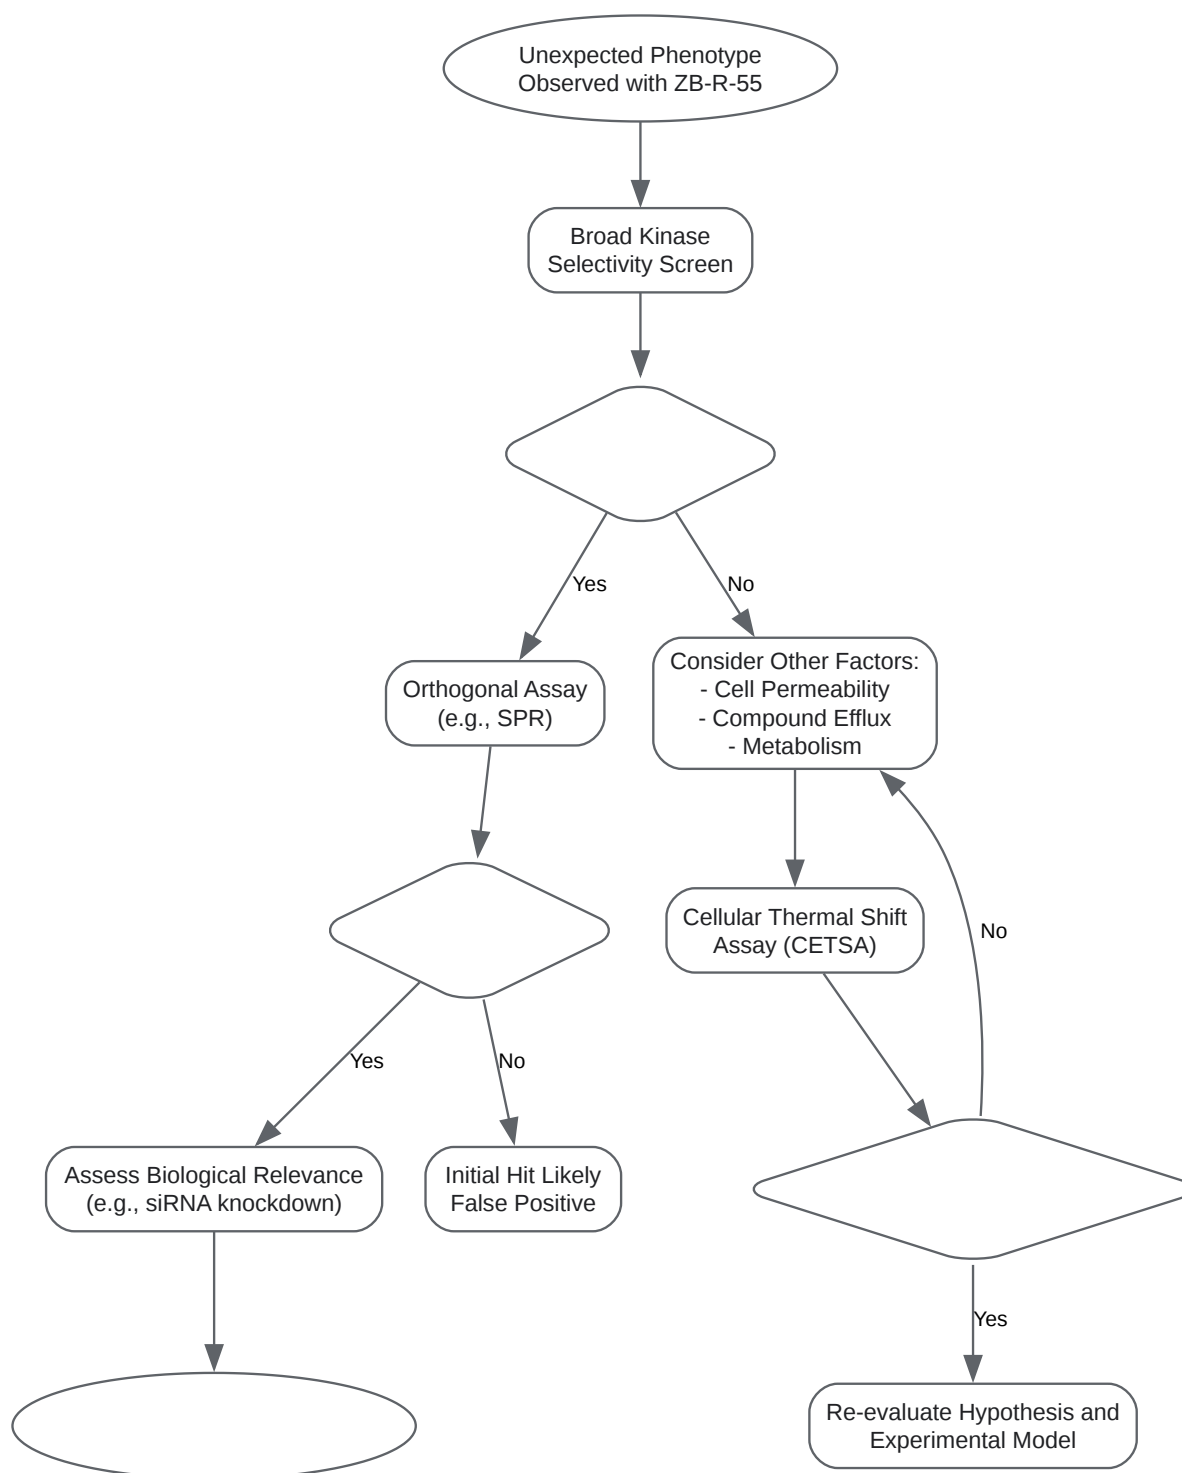 Unexpected Phenotype
Observed with ZB-R-55
Broad Kinase
Selectivity Screen
Yes
No
Orthogonal Assay
(e.g., SPR)
Consider Other Factors:
- Cell Permeability
- Compound Efflux
- Metabolism
Cellular Thermal Shift
Assay (CETSA)
No
Yes
No
Assess Biological Relevance
(e.g., siRNA knockdown)
Initial Hit Likely
False Positive
Yes
Re-evaluate Hypothesis and
Experimental Model